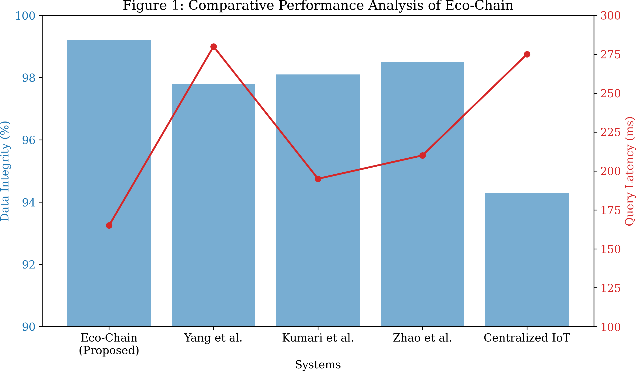 Figure 1: Comparative Performance Analysis of Eco-Chain
100
98
96
94
92
90
Data Integrity (%)
300
275
250
225
200
175
150
125
100
Query Latency (ms)
Eco-Chain
(Proposed)
Yang et al.
Kumari et al.
Zhao et al.
Centralized IoT
Systems